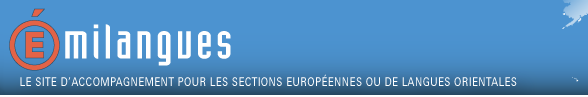 Émilangues
LE SITE D'ACCOMPAGNEMENT POUR LES SECTIONS EUROPÉENNES OU DE LANGUES ORIENTALES